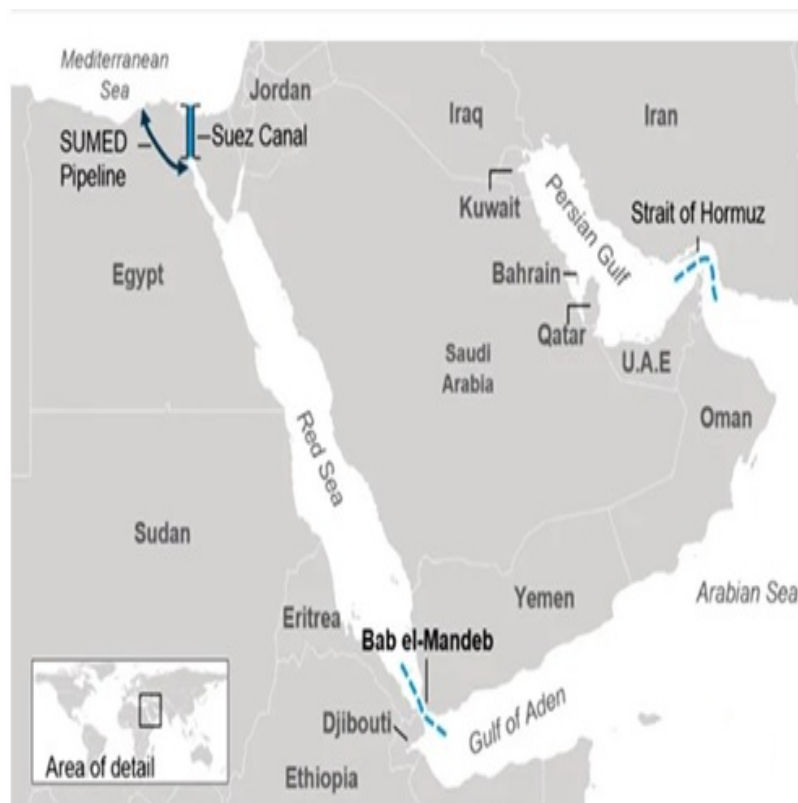 Mediterranean
Sea
Jordan
Iraq
Iran
SUMED
Pipeline
Suez Canal
Kuwait
Persian Gulf
Strait of Hormuz
Egypt
Bahrain
Qatar
U.A.E
Saudi
Arabia
Oman
Red Sea
Sudan
Arabian Sea
Yemen
Eritrea
Bab el-Mandeb
Djibouti
Gulf of Aden
Area of detail
Ethiopia